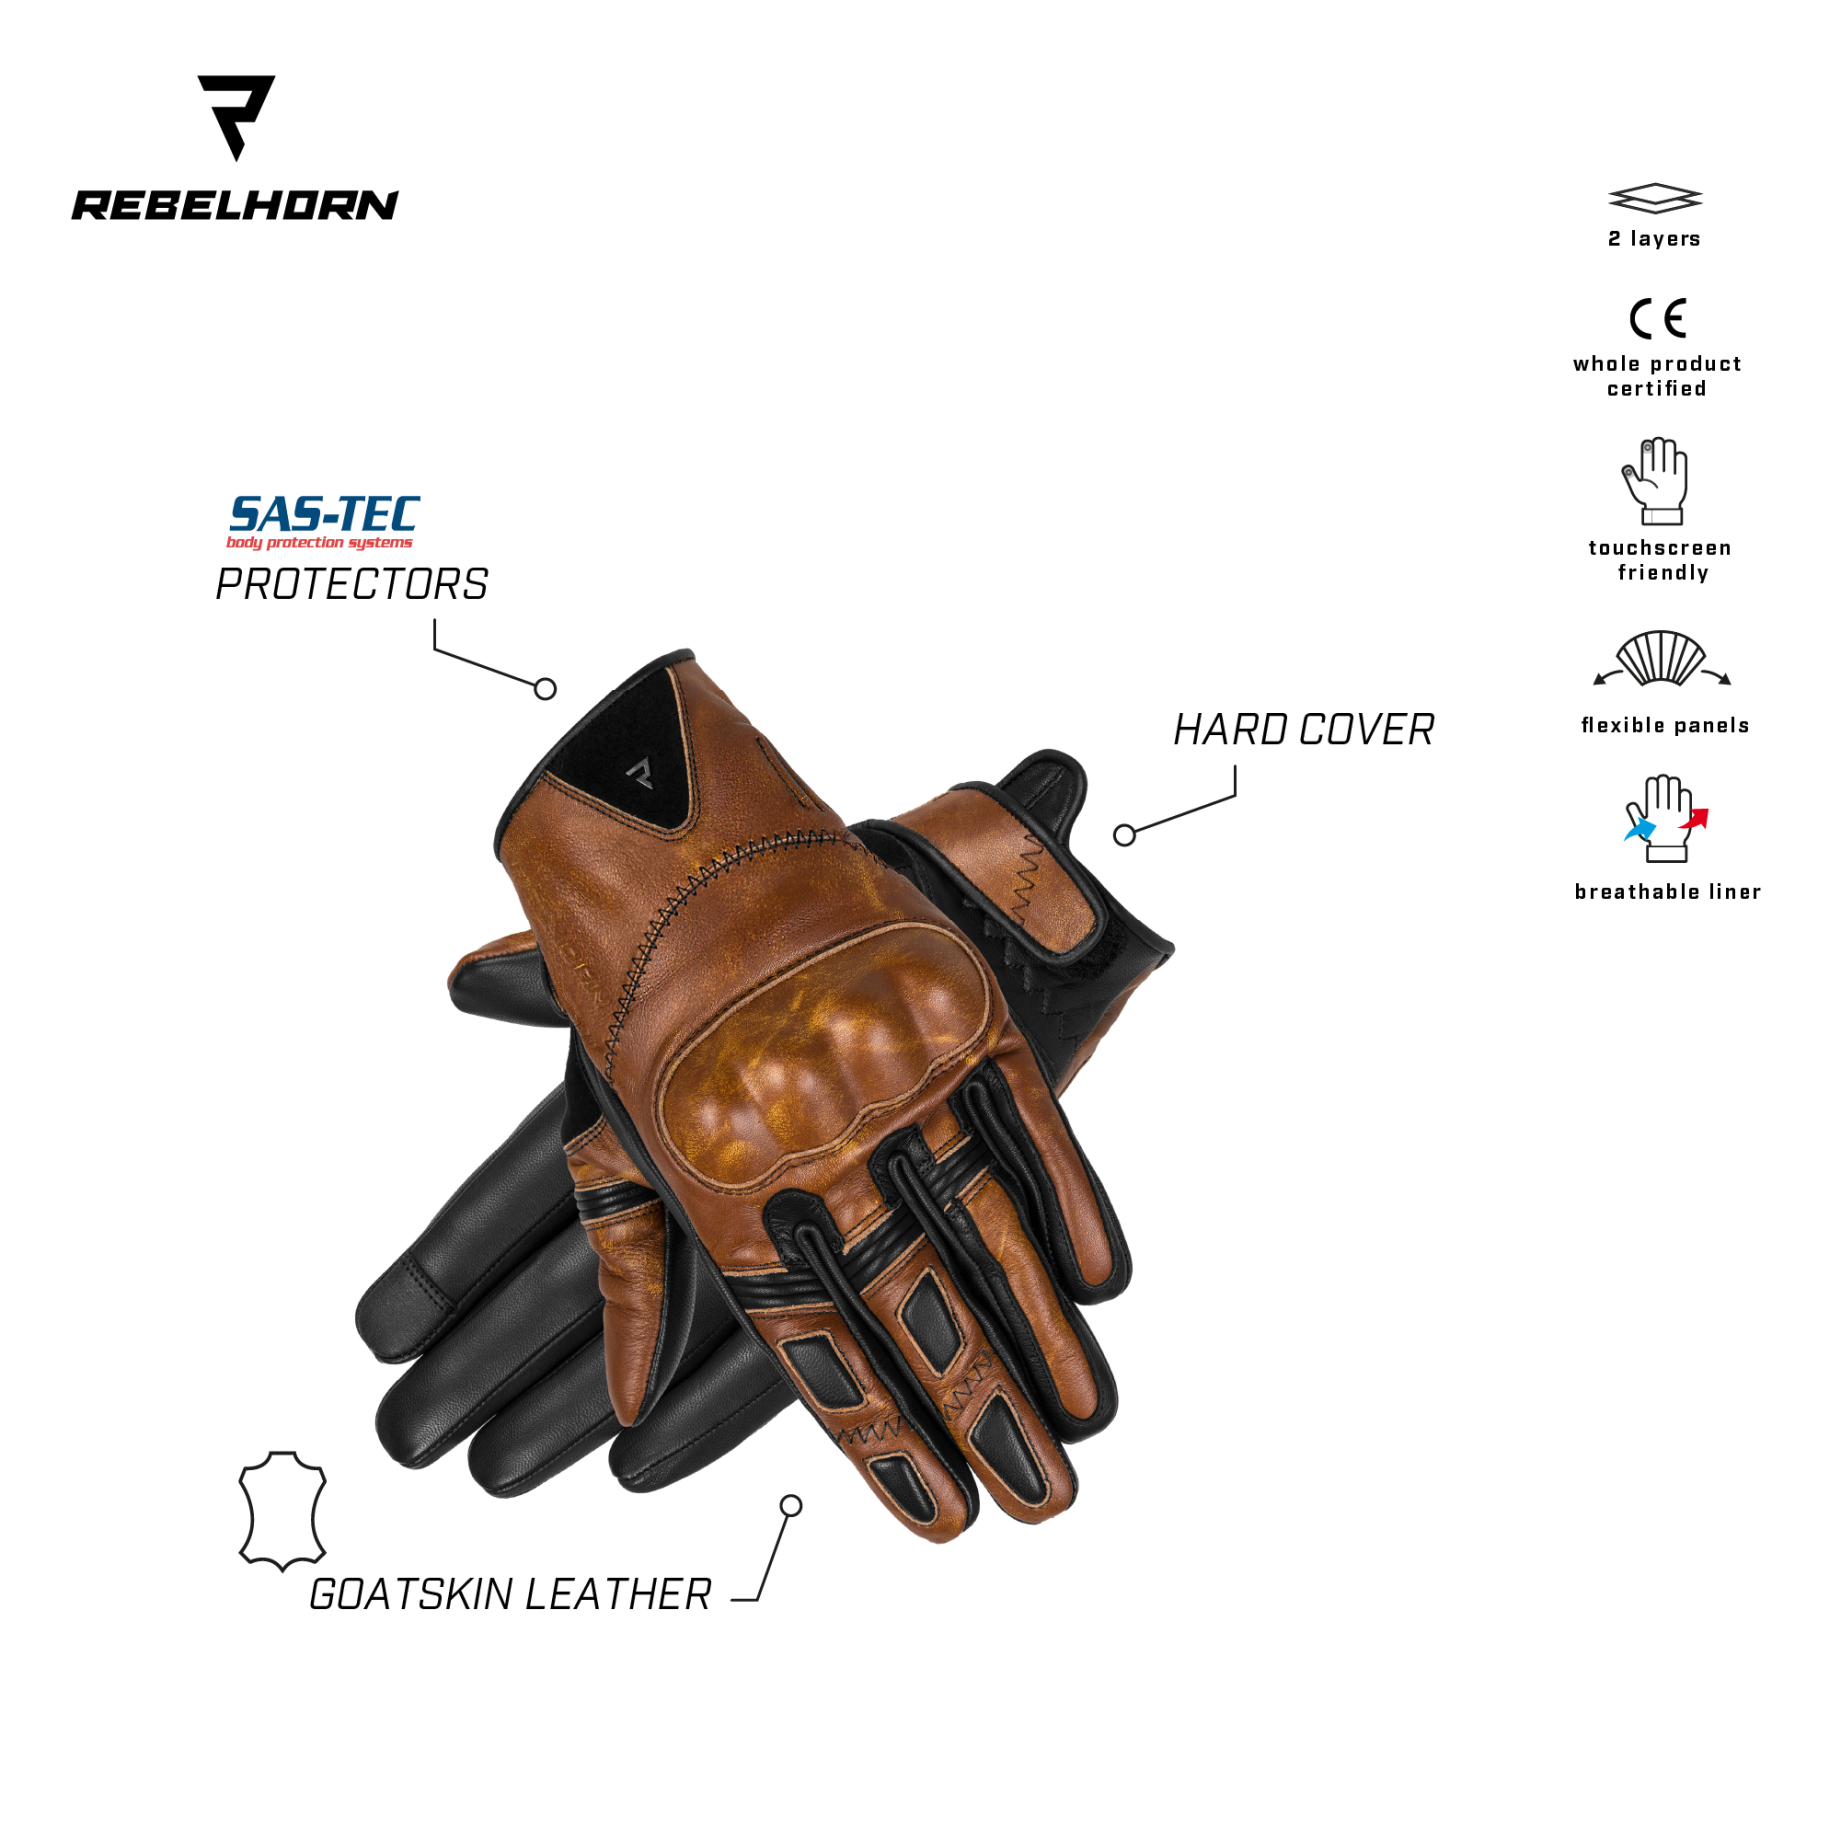 REBELHORN
2 layers
CE
whole product
certified
touchscreen
friendly
flexible panels
breathable liner
SAS-TEC
body protection systems
PROTECTORS
HARD COVER
GOATSKIN LEATHER